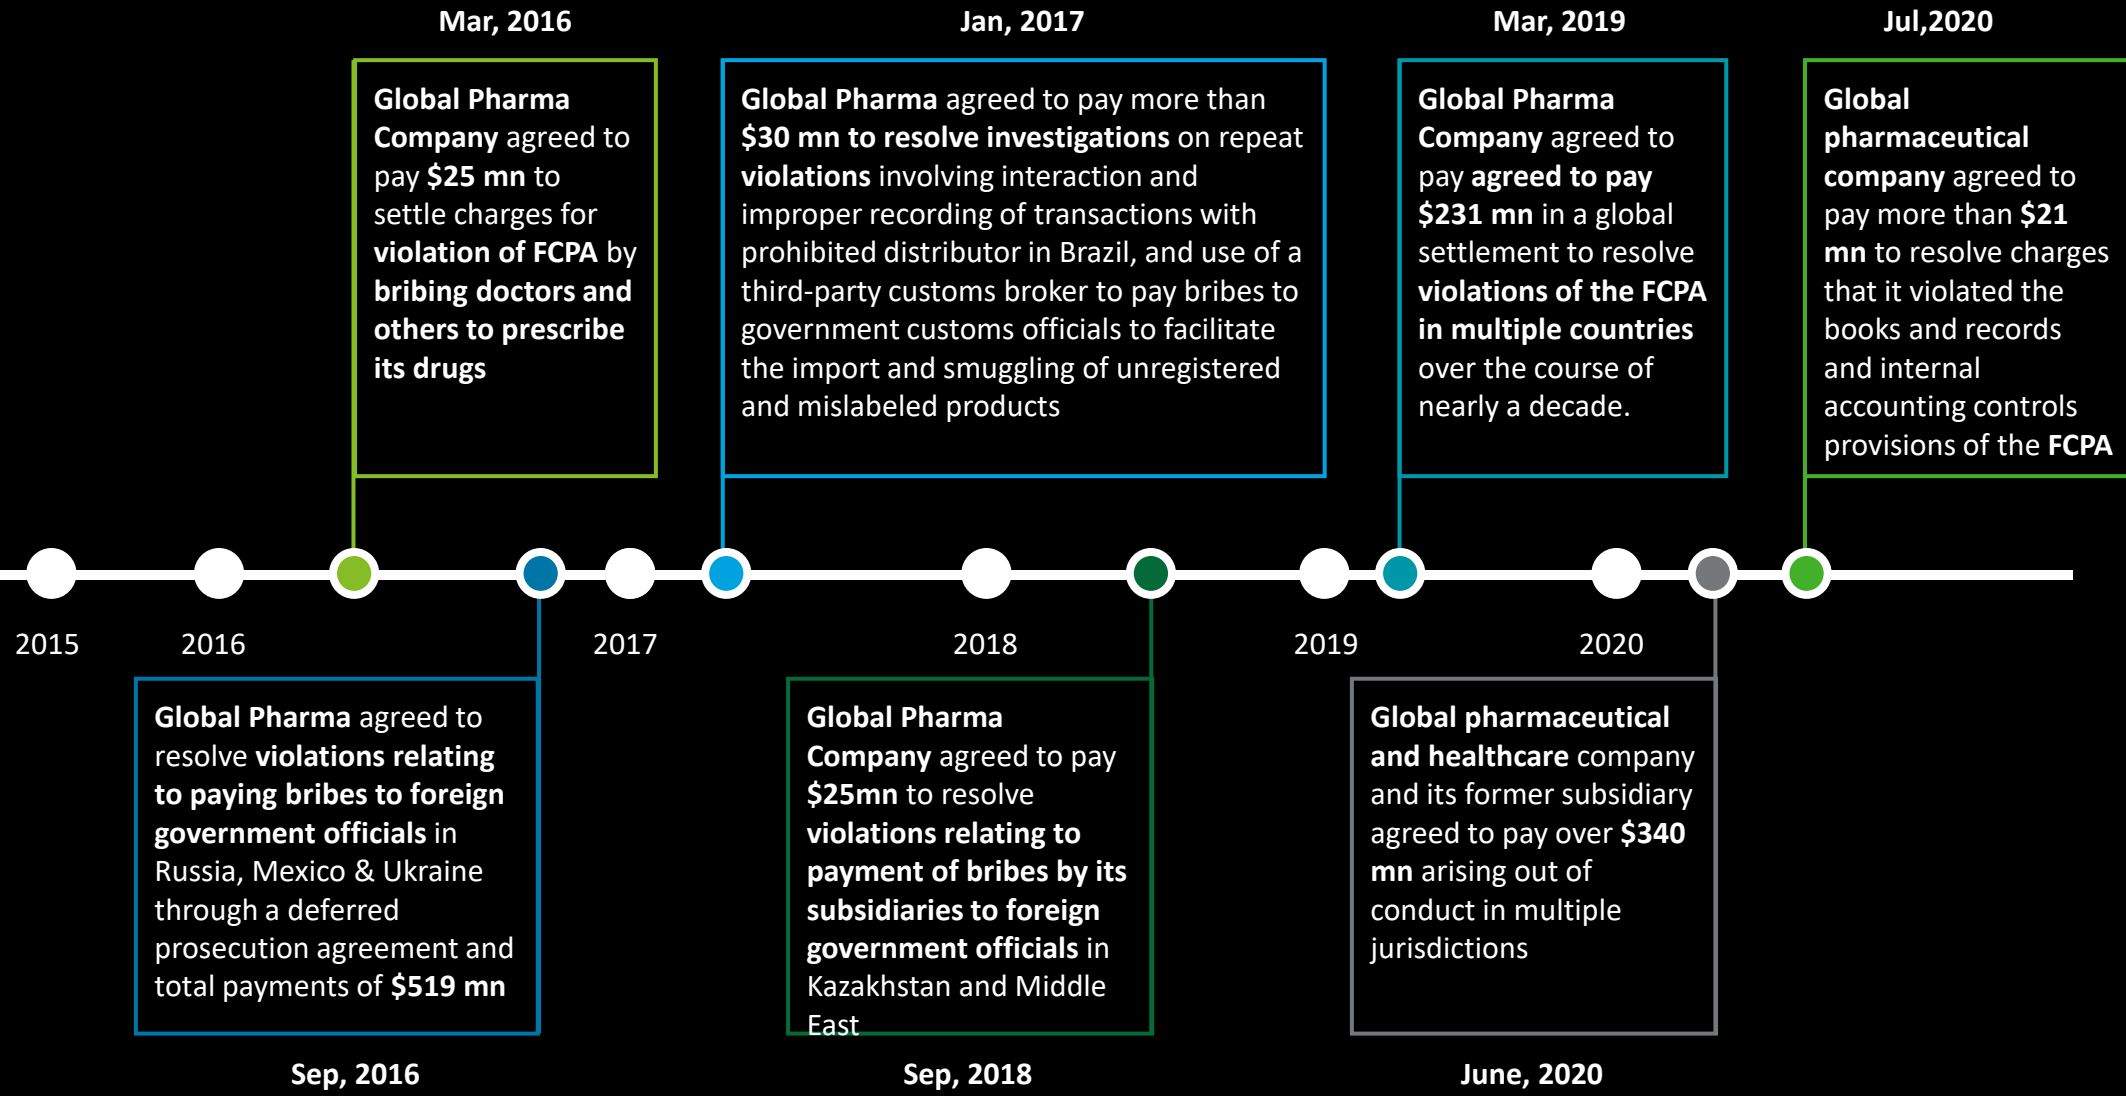 Mar, 2016
Global Pharma
Company agreed to
pay $25 mn to
settle charges for
violation of FCPA by
bribing doctors and
others to prescribe
its drugs
Jan, 2017
Global Pharma agreed to pay more than
$30 mn to resolve investigations on repeat
violations involving interaction and
improper recording of transactions with
prohibited distributor in Brazil, and use of a
third-party customs broker to pay bribes to
government customs officials to facilitate
the import and smuggling of unregistered
and mislabeled products
Mar, 2019
Global Pharma
Company agreed to
pay agreed to pay
$231 mn in a global
settlement to resolve
violations of the FCPA
in multiple countries
over the course of
nearly a decade.
Jul,2020
Global
pharmaceutical
company agreed to
pay more than $21
mn to resolve charges
that it violated the
books and records
and internal
accounting controls
provisions of the FCPA
2015
2016
2017
2018
2019
2020
Global Pharma agreed to
resolve violations relating
to paying bribes to foreign
government officials in
Russia, Mexico & Ukraine
through a deferred
prosecution agreement and
total payments of $519 mn
Sep, 2016
Global Pharma
Company agreed to pay
$25mn to resolve
violations relating to
payment of bribes by its
subsidiaries to foreign
government officials in
Kazakhstan and Middle
East
Sep, 2018
Global pharmaceutical
and healthcare company
and its former subsidiary
agreed to pay over $340
mn arising out of
conduct in multiple
jurisdictions
June, 2020